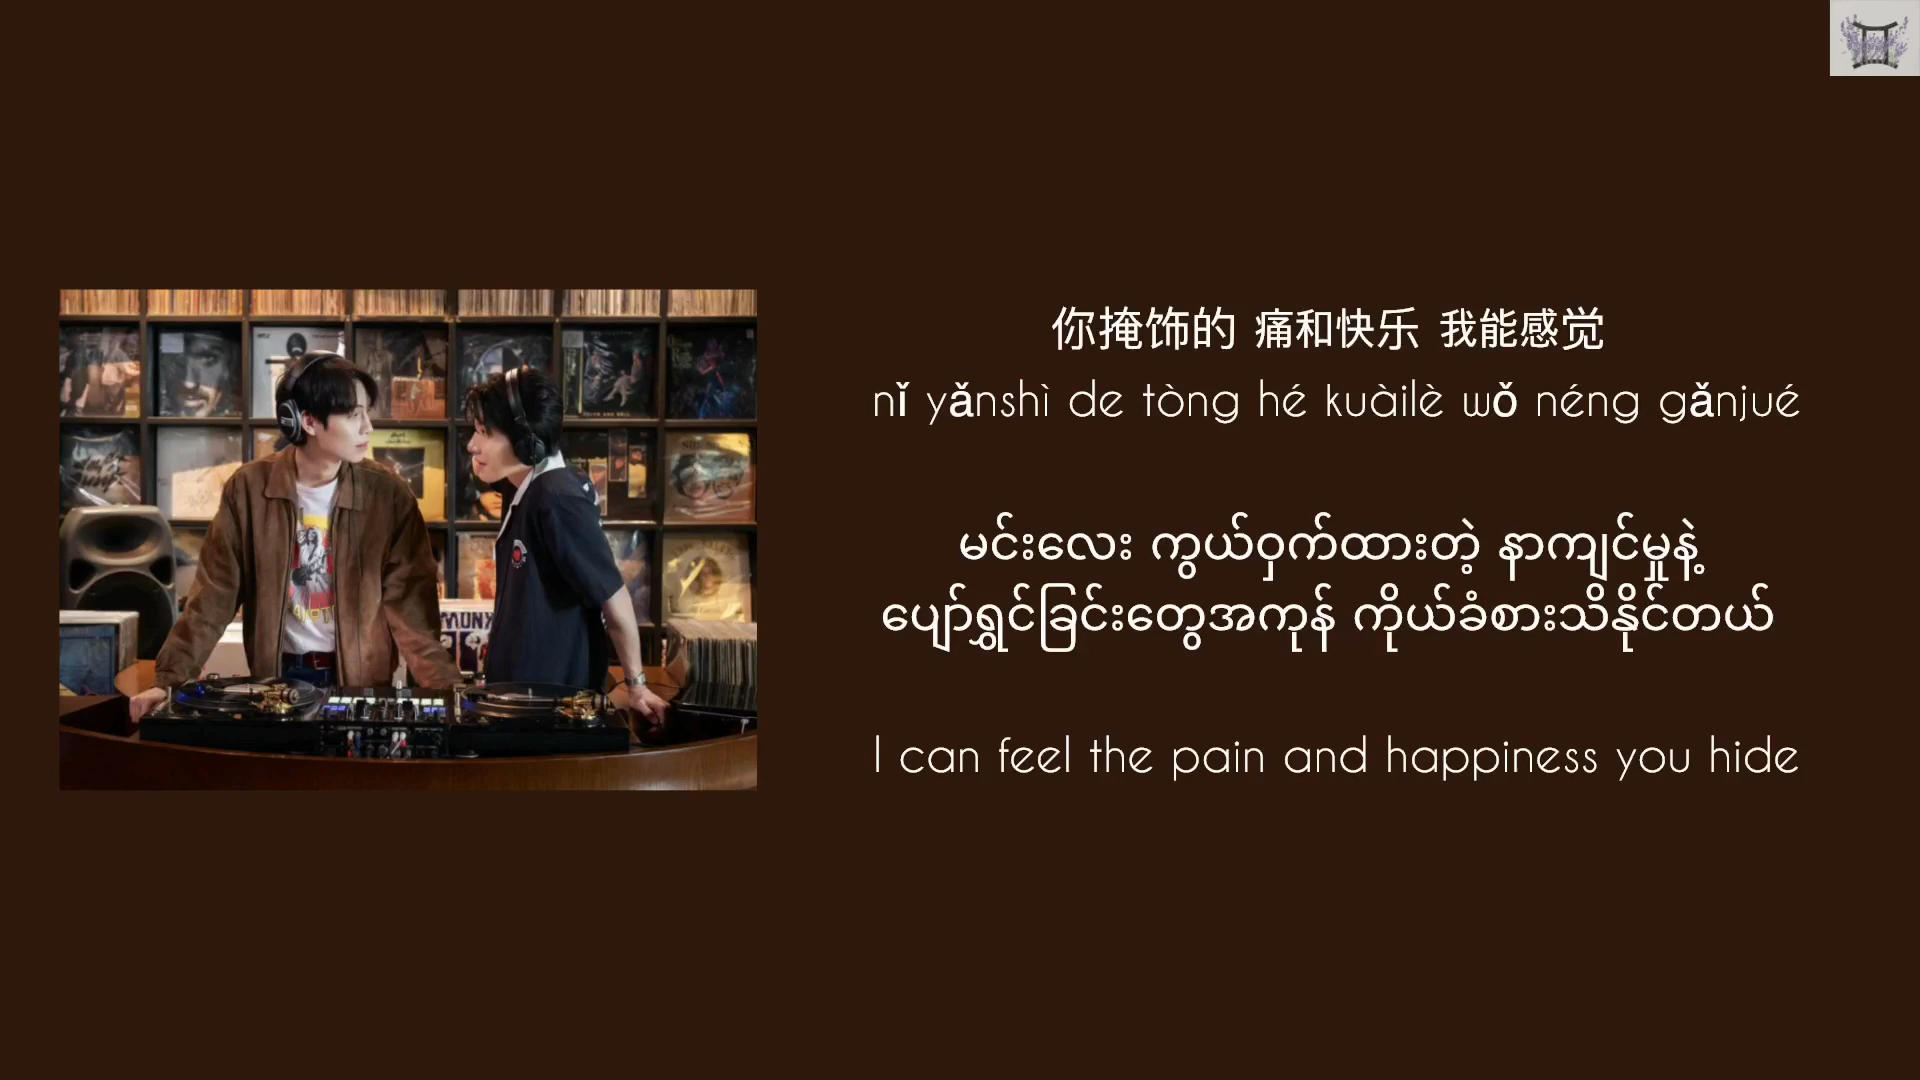 你掩饰的 痛和快乐 我能感觉
nǐ yǎnshì de tòng hé kuàilè wǒ néng gǎnjué
မင်းလေး ကွယ်ဝှက်ထားတဲ့ နာကျင်မှုနဲ့
ပျော်ရွှင်ခြင်းတွေအကုန် ကိုယ်ခံစားသိနိုင်တယ်
I can feel the pain and happiness you hide